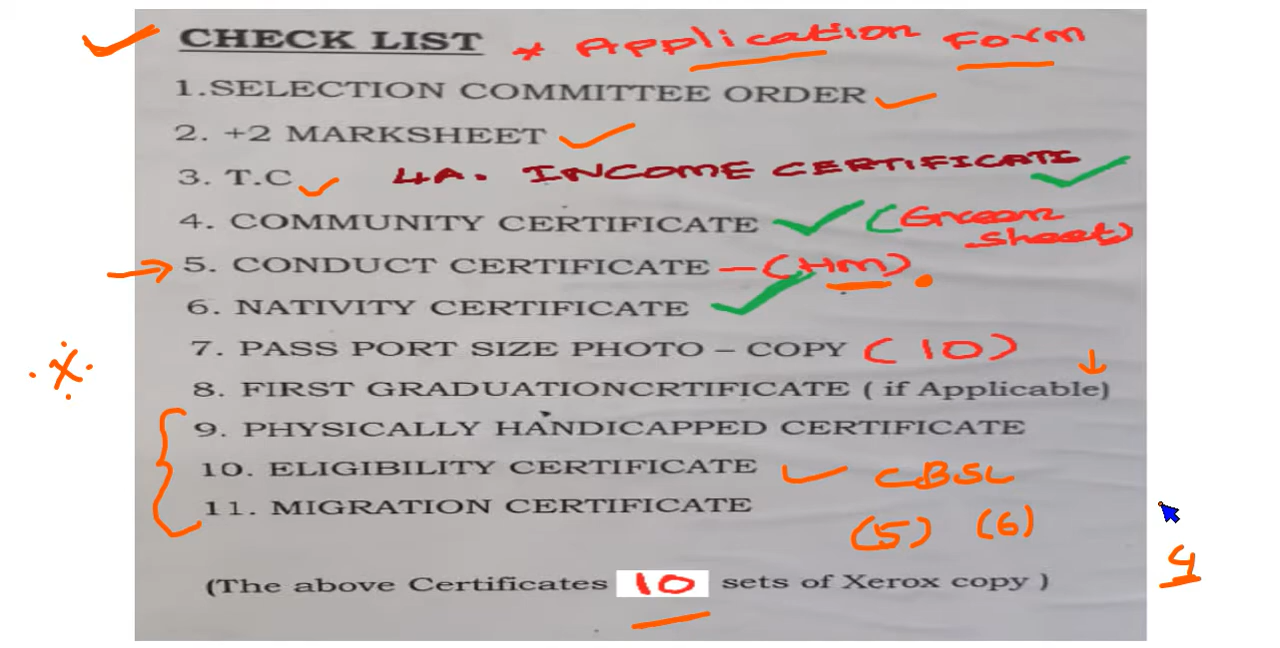 CHECK LIST * Application Form
1.SELECTION COMMITTEE ORDER
2. +2 MARKSHEET
3. T.C 4A. INCOME CERTIFICATE
4. COMMUNITY CERTIFICATE (Green sheet)
5. CONDUCT CERTIFICATE – (HM).
6. NATIVITY CERTIFICATE
7. PASS PORT SIZE PHOTO – COPY (10)
8. FIRST GRADUATIONCRTIFICATE ( if Applicable)
9. PHYSICALLY HANDICAPPED CERTIFICATE
10. ELIGIBILITY CERTIFICATE CBSC
11. MIGRATION CERTIFICATE
(5) (6)
(The above Certificates 10 sets of Xerox copy )